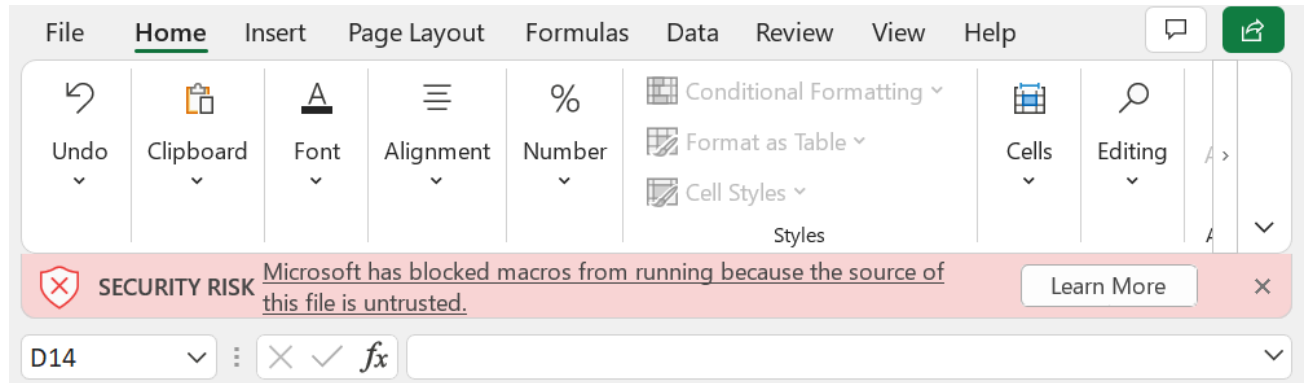 File Home Insert Page Layout Formulas Data Review View Help
Undo Clipboard Font Alignment Number Conditional Formatting Cells Editing
Format as Table
Cell Styles
Styles
SECURITY RISK Microsoft has blocked macros from running because the source of
this file is untrusted.
Learn More
D14 fx